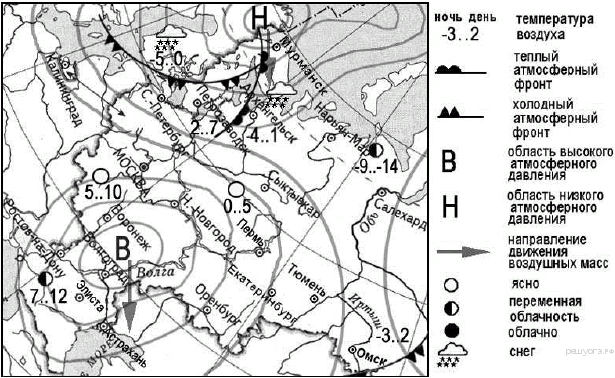 Н
Мурманск
-5..0
Калининград
С.-Петербург
Петрозаводск
Архангельск
Нарьян-Мар
2..7
-4..1
-9..-14
МОСКВА
5..10
0..5
Сыктывкар
Салехард
Обь
Воронеж
Н.-Новгород
Пермь
Ростов-на-Дону
В
Волгоград
Волга
Екатеринбург
Тюмень
Иртыш
7..12
Элиста
Оренбург
-3..2
Астрахань
Омск
МОРЕ
ночь день
-3..2
температура
воздуха
теплый
атмосферный
фронт
холодный
атмосферный
фронт
В
область высокого
атмосферного
давления
Н
область низкого
атмосферного
давления
направление
движения
воздушных масс
ясно
переменная
облачность
облачно
снег
решуогэ.рф